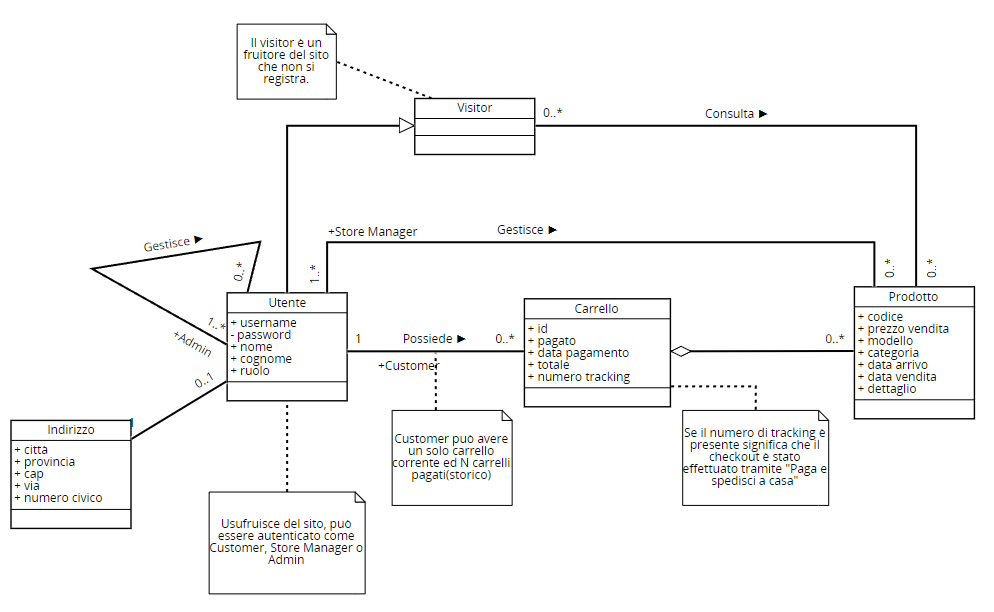 Il visitor è un
fruitore del sito
che non si
registra.
Visitor
0..*
Consulta ►
+Store Manager
Gestisce ►
Gestisce ►
0..*
1..*
0..*
0..*
1..*
+Admin
0..1
1
Utente
+ username
- password
+ nome
+ cognome
+ ruolo
1
Possiede ►
0..*
+Customer
Carrello
+ id
+ pagato
+ data pagamento
+ totale
+ numero tracking
0..*
Prodotto
+ codice
+ prezzo vendita
+ modello
+ categoria
+ data arrivo
+ data vendita
+ dettaglio
Indirizzo
+ città
+ provincia
+ cap
+ via
+ numero civico
Customer può avere
un solo carrello
corrente ed N carrelli
pagati(storico)
Se il numero di tracking è
presente significa che il
checkout è stato
effettuato tramite "Paga e
spedisci a casa"
Usufruisce del sito, può
essere autenticato come
Customer, Store Manager o
Admin